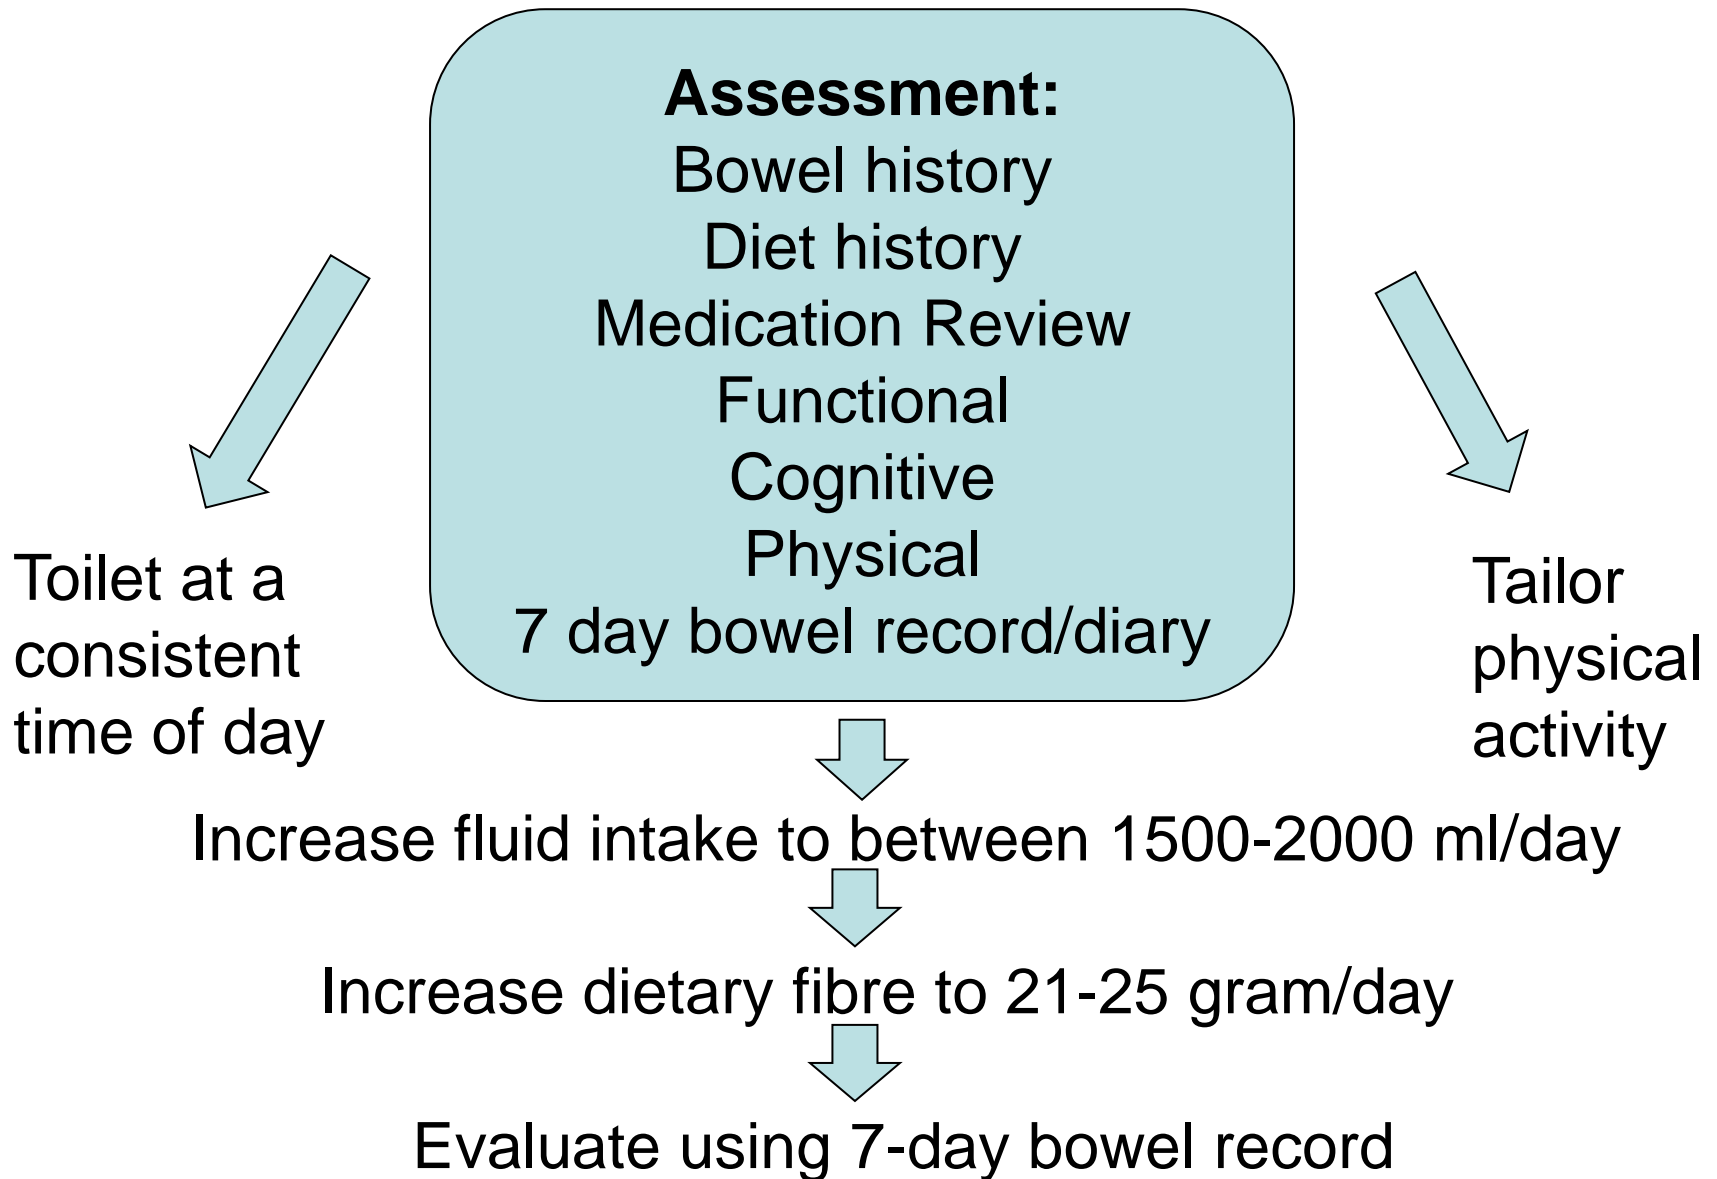 Assessment:
Bowel history
Diet history
Medication Review
Functional
Cognitive
Physical
7 day bowel record/diary
Toilet at a
consistent
time of day
Tailor
physical
activity
Increase fluid intake to between 1500-2000 ml/day
Increase dietary fibre to 21-25 gram/day
Evaluate using 7-day bowel record